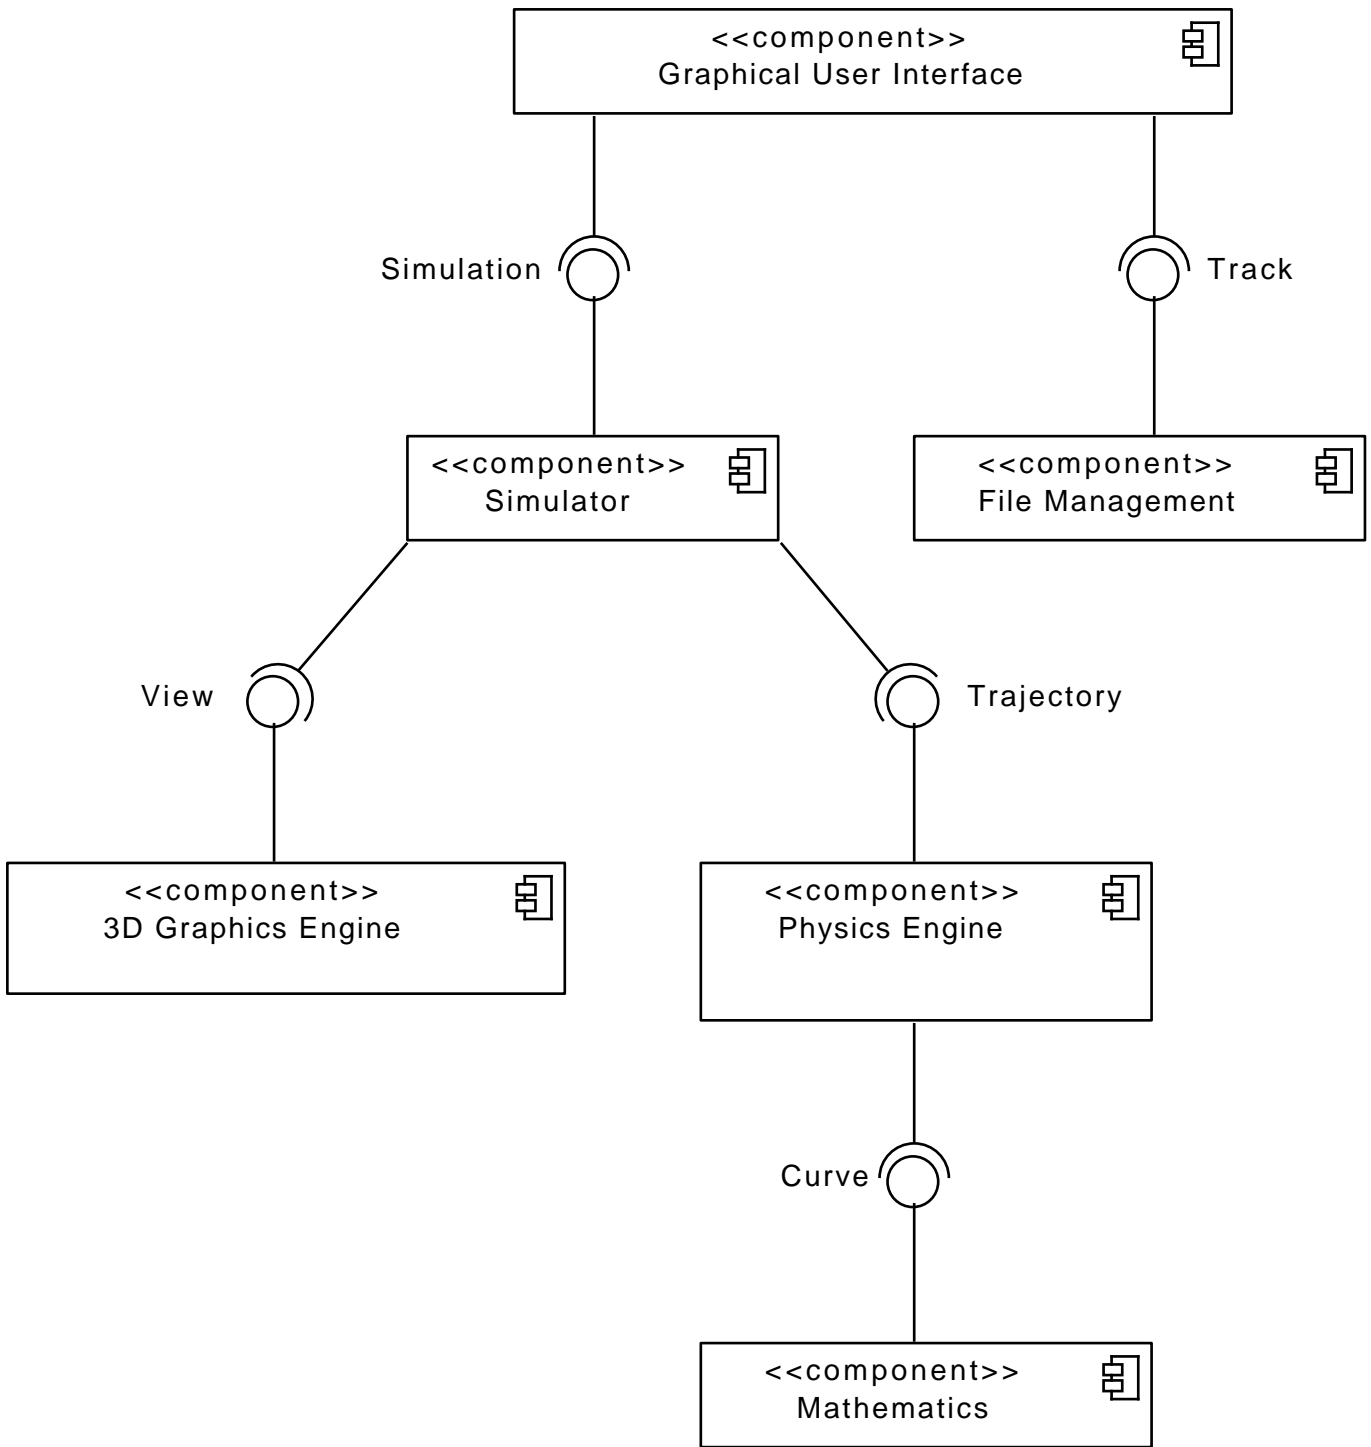 <<component>>
Graphical User Interface
Simulation
Track
<<component>>
Simulator
<<component>>
File Management
View
Trajectory
<<component>>
3D Graphics Engine
<<component>>
Physics Engine
Curve
<<component>>
Mathematics